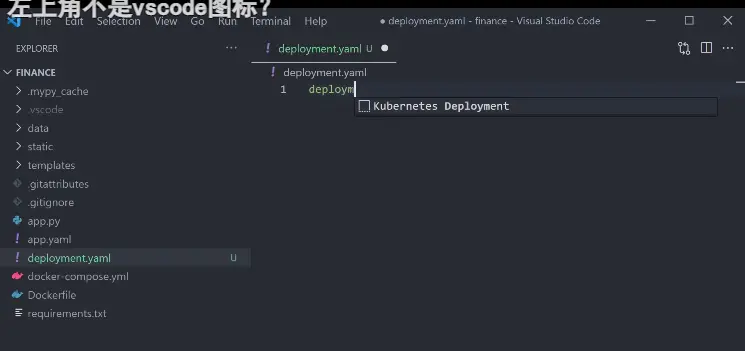 左上角不是vscode图标?
File Edit Selection View Go Run Terminal Help
● deployment.yaml - finance - Visual Studio Code
EXPLORER
FINANCE
.mypy_cache
.vscode
data
static
templates
.gitattributes
.gitignore
app.py
app.yaml
deployment.yaml U
docker-compose.yml
Dockerfile
requirements.txt
deployment.yaml U
deployment.yaml
1 deploym
Kubernetes Deployment